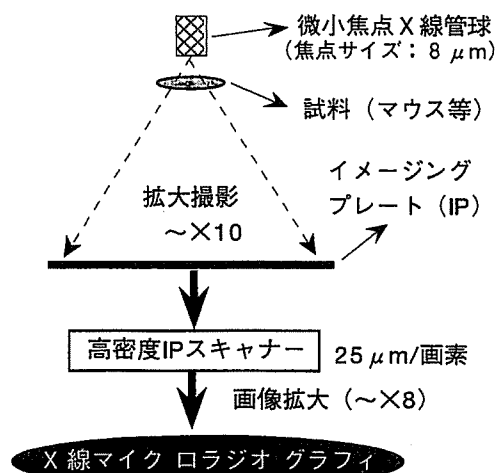 微小焦点X線管球
(焦点サイズ: 8 μm)
試料 (マウス等)
イメージング
プレート (IP)
拡大撮影
~×10
高密度IPスキャナー
25 μm/画素
画像拡大 (~×8)
X 線マイク ロラジオ グラフィ